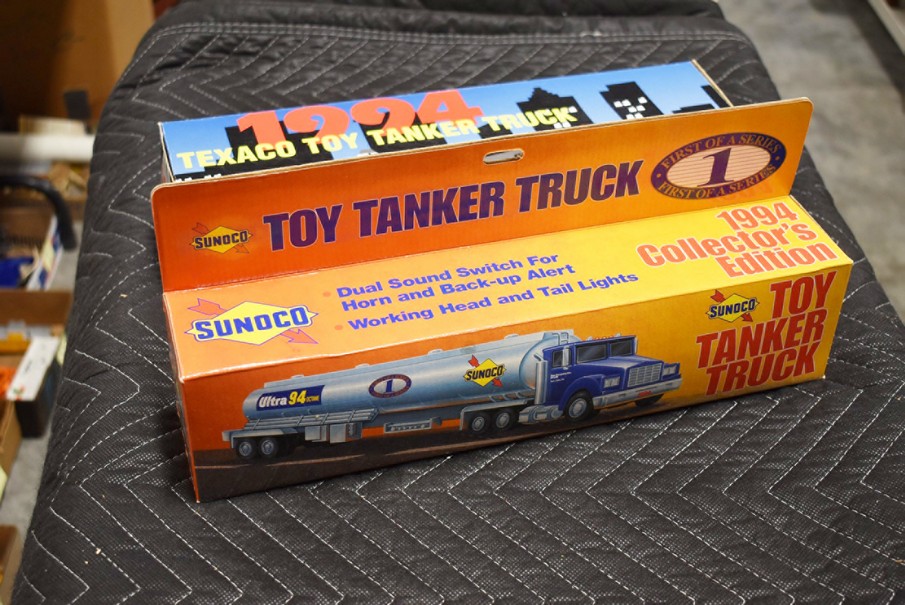 1994
TEXACO TOY TANKER TRUCK
SUNOCO
TOY TANKER TRUCK
FIRST OF A SERIES
1
FIRST OF A SERIES
SUNOCO
• Dual Sound Switch For
Horn and Back-up Alert
• Working Head and Tail Lights
1994
Collector's
Edition
SUNOCO
TOY
TANKER
TRUCK
Ultra 94 OCTANE
1
SUNOCO